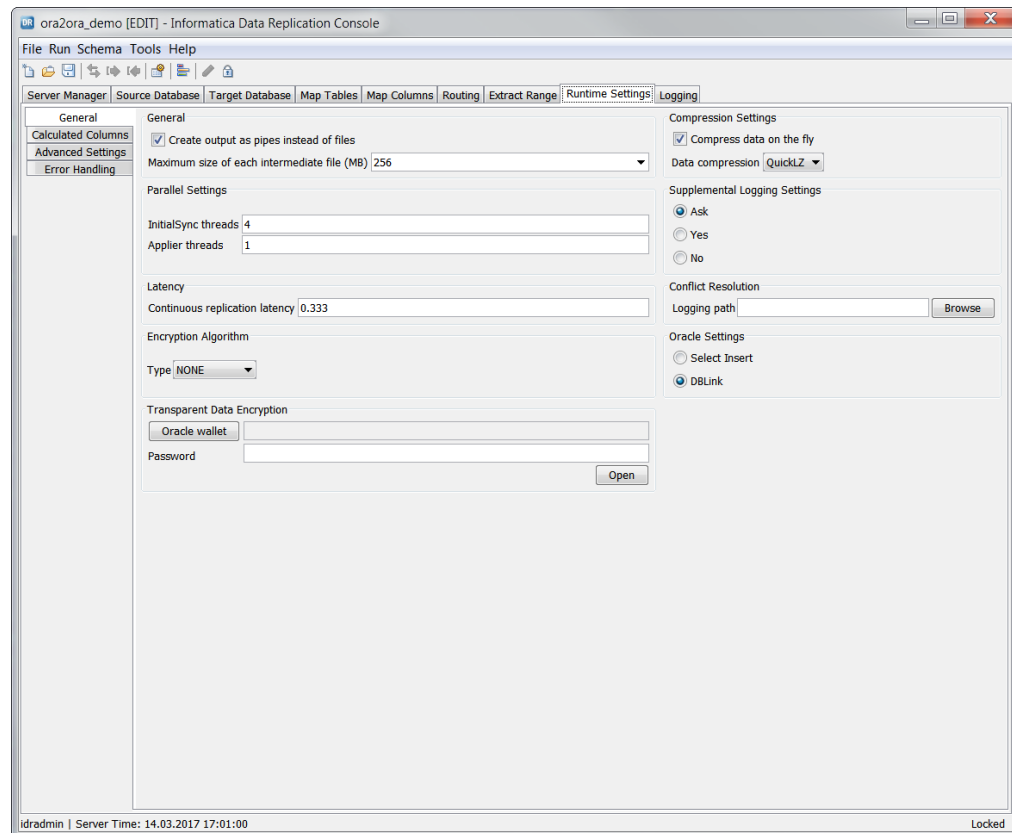 DR ora2ora_demo [EDIT] - Informatica Data Replication Console
File Run Schema Tools Help
Server Manager Source Database Target Database Map Tables Map Columns Routing Extract Range Runtime Settings Logging
General
Calculated Columns
Advanced Settings
Error Handling
General
Create output as pipes instead of files
Maximum size of each intermediate file (MB) 256
Parallel Settings
InitialSync threads 4
Applier threads 1
Latency
Continuous replication latency 0.333
Encryption Algorithm
Type NONE
Transparent Data Encryption
Oracle wallet
Password
Open
Compression Settings
Compress data on the fly
Data compression QuickLZ
Supplemental Logging Settings
Ask
Yes
No
Conflict Resolution
Logging path Browse
Oracle Settings
Select Insert
DBLink
idradmin | Server Time: 14.03.2017 17:01:00 Locked